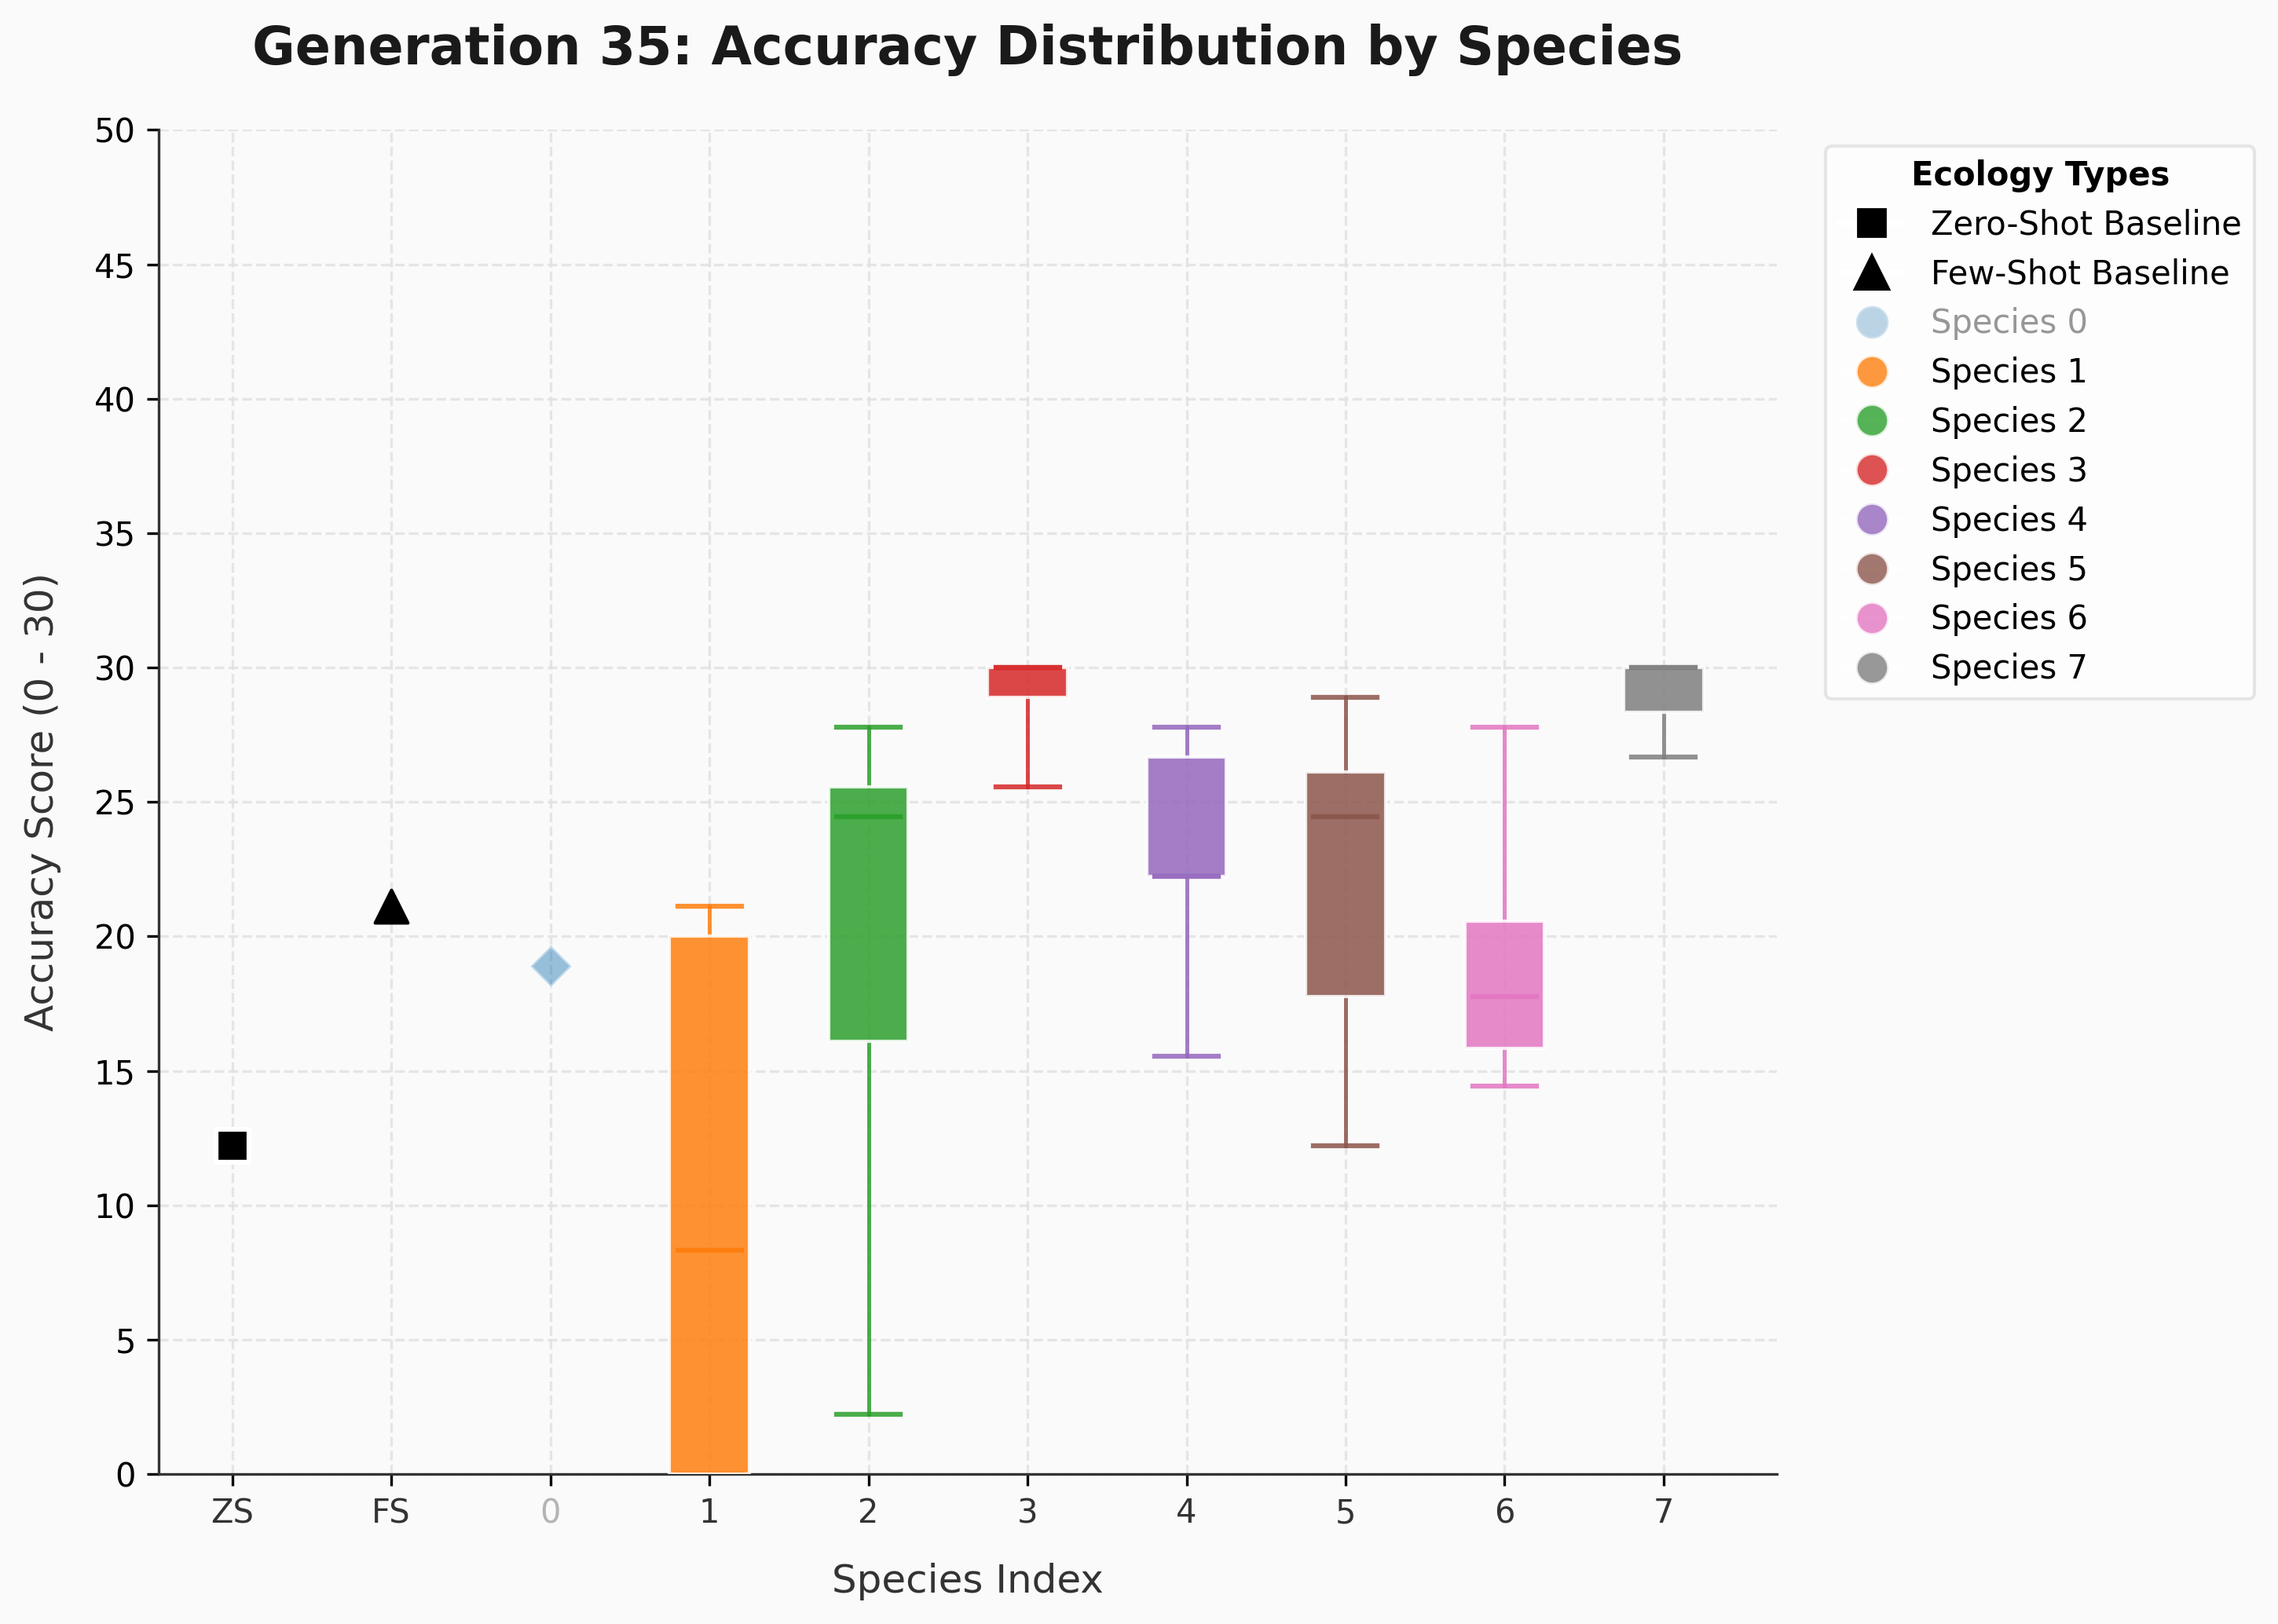 Generation 35: Accuracy Distribution by Species
50
45
40
35
30
25
20
15
10
5
0
Accuracy Score (0 - 30)
ZS FS 0 1 2 3 4 5 6 7
Species Index
Ecology Types
Zero-Shot Baseline
Few-Shot Baseline
Species 0
Species 1
Species 2
Species 3
Species 4
Species 5
Species 6
Species 7